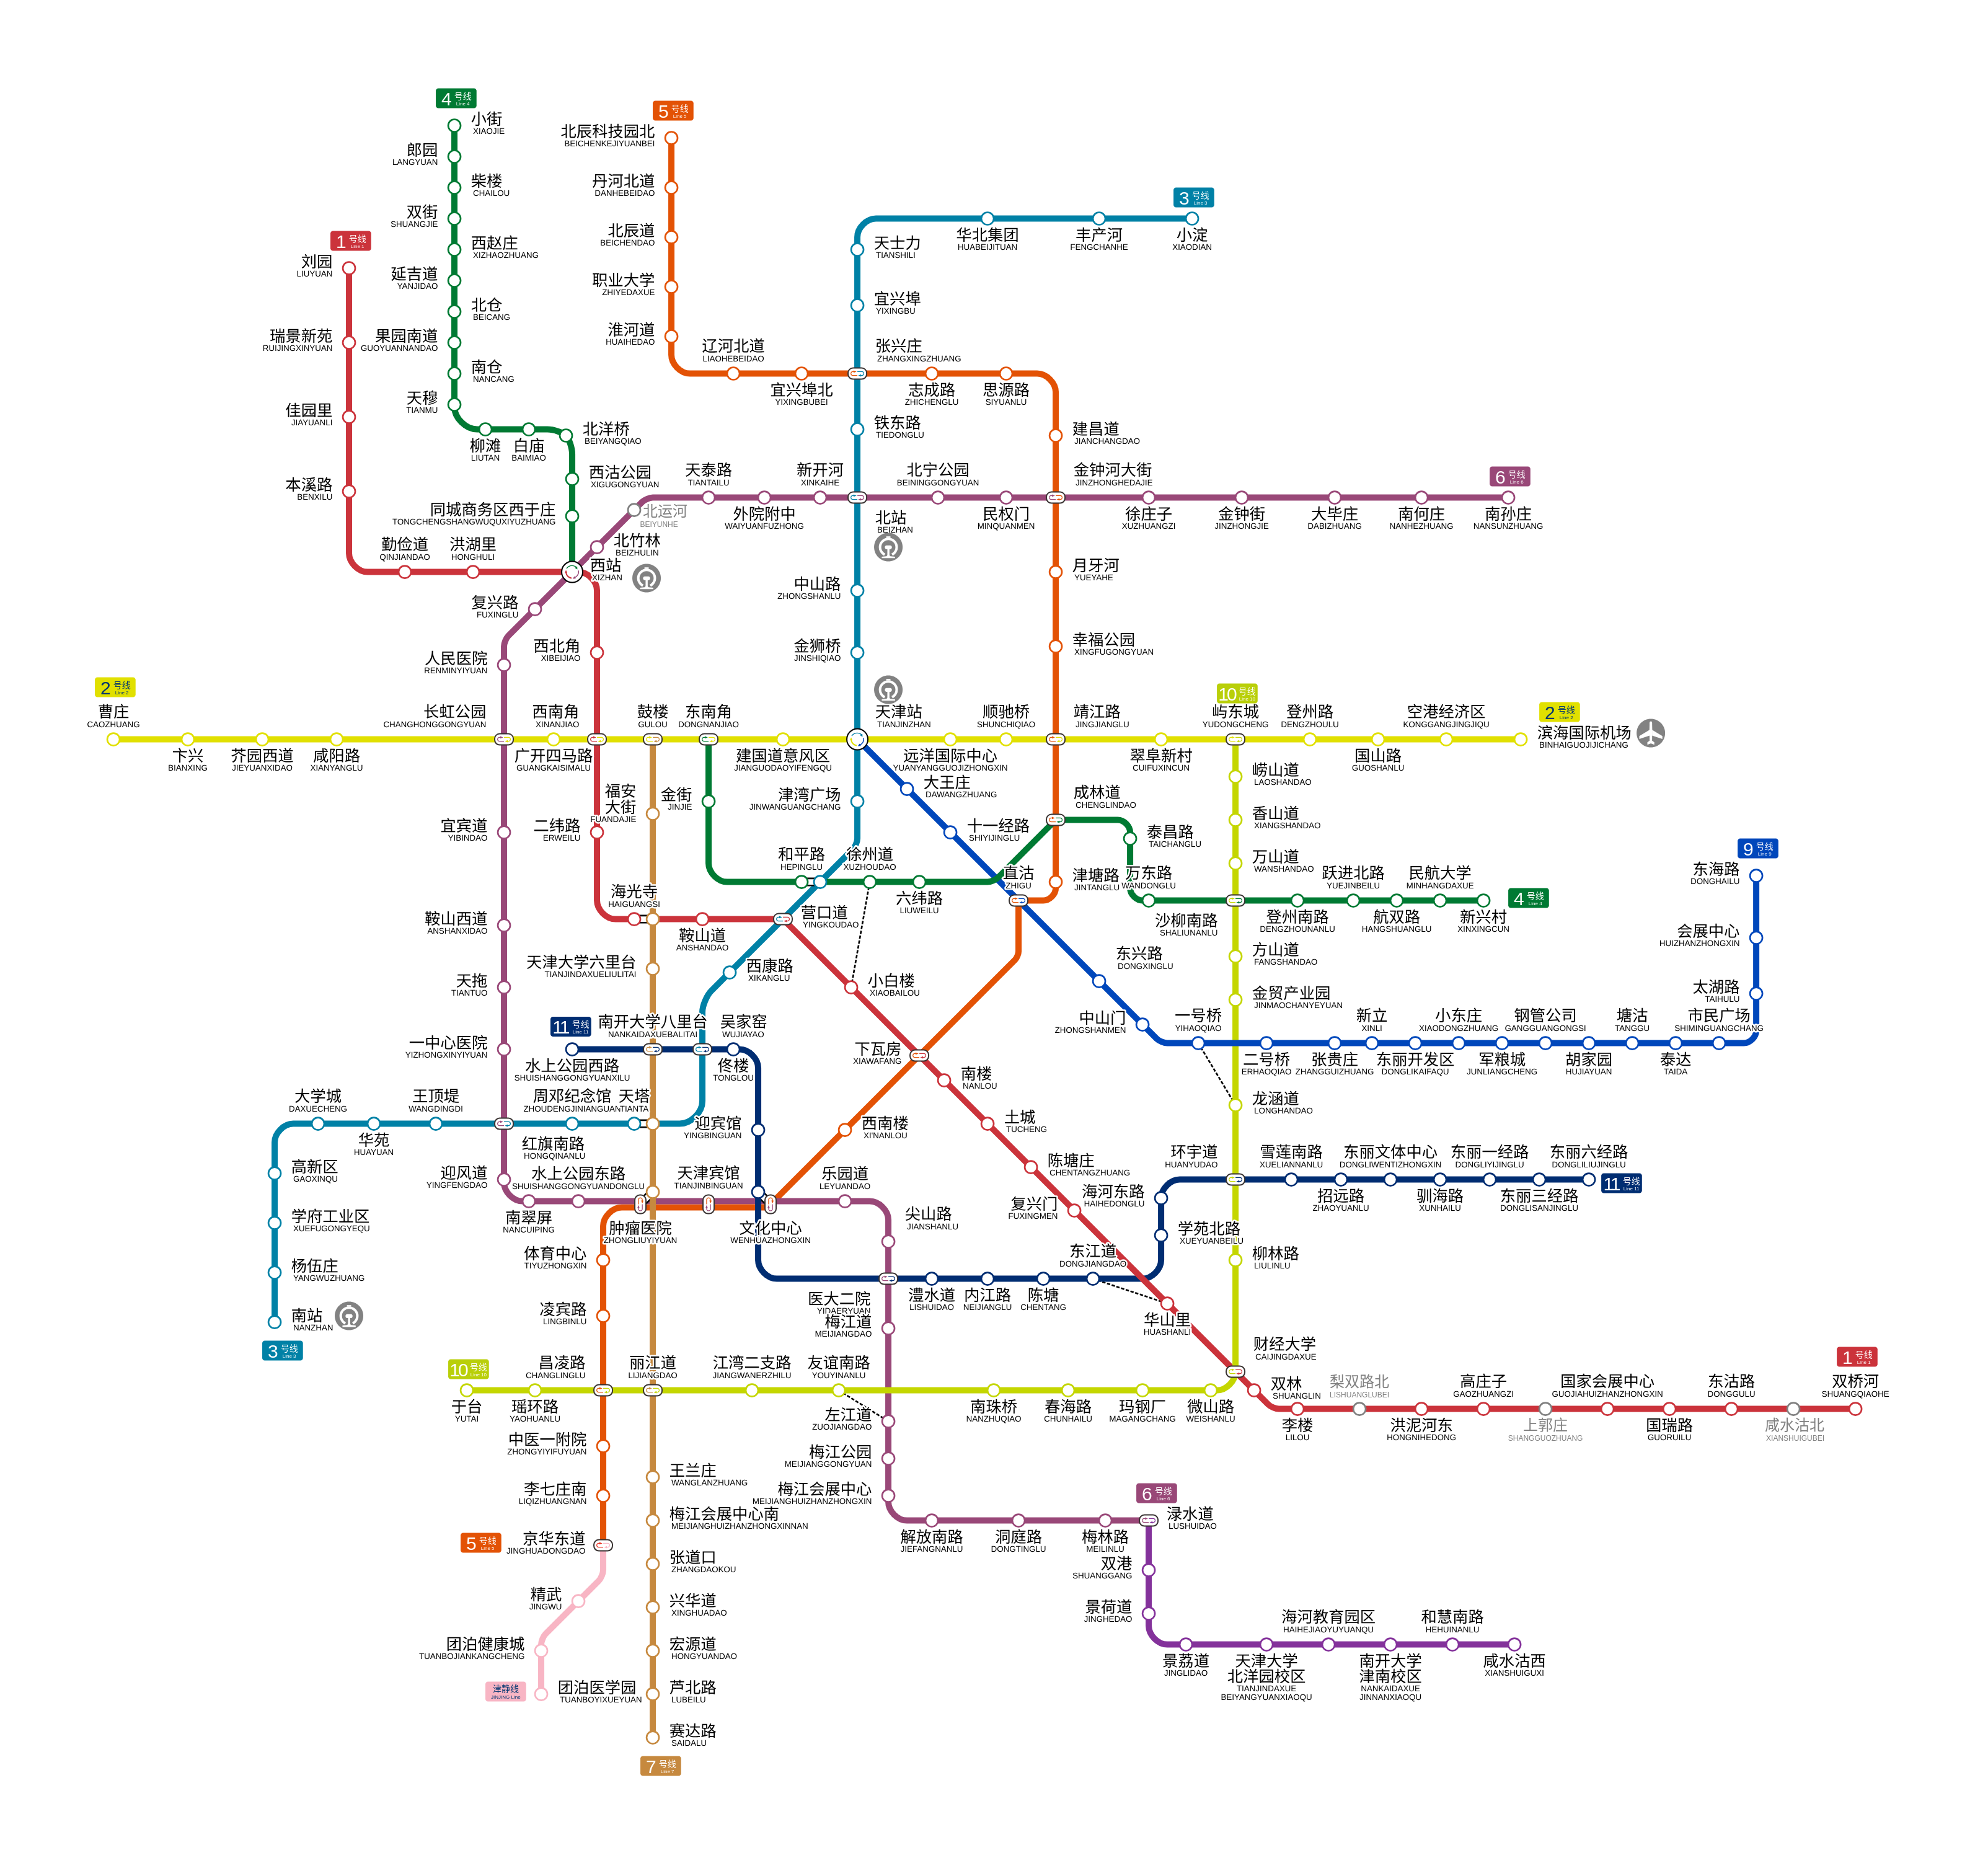 4 号线
Line 4
小街
XIAOJIE
郎园
LANGYUAN
柴楼
CHAILOU
双街
SHUANGJIE
西赵庄
XIZHAOZHUANG
延吉道
YANJIDAO
北仓
BEICANG
果园南道
GUOYUANNANDAO
南仓
NANCANG
天穆
TIANMU
柳滩
LIUTAN
白庙
BAIMIAO
北洋桥
BEIYANGQIAO
西沽公园
XIGUGONGYUAN
同城商务区西于庄
TONGCHENGSHANGWUQUXIYUZHUANG
5 号线
Line 5
北辰科技园北
BEICHENKEJIYUANBEI
丹河北道
DANHEBEIDAO
北辰道
BEICHENDAO
职业大学
ZHIYEDAXUE
淮河道
HUAIHEDAO
辽河北道
LIAOHEBEIDAO
宜兴埠北
YIXINGBUBEI
张兴庄
ZHANGXINGZHUANG
志成路
ZHICHENGLU
思源路
SIYUANLU
建昌道
JIANCHANGDAO
金钟河大街
JINZHONGHEDAJIE
月牙河
YUEYAHE
幸福公园
XINGFUGONGYUAN
3 号线
Line 3
小淀
XIAODIAN
丰产河
FENGCHANHE
华北集团
HUABEIJITUAN
天士力
TIANSHILI
宜兴埠
YIXINGBU
铁东路
TIEDONGLU
北站
BEIZHAN
中山路
ZHONGSHANLU
金狮桥
JINSHIQIAO
1 号线
Line 1
刘园
LIUYUAN
瑞景新苑
RUIJINGXINYUAN
佳园里
JIAYUANLI
本溪路
BENXILU
勤俭道
QINJIANDAO
洪湖里
HONGHULI
西站
XIZHAN
西北角
XIBEIJIAO
6 号线
Line 6
南孙庄
NANSUNZHUANG
南何庄
NANHEZHUANG
大毕庄
DABIZHUANG
金钟街
JINZHONGJIE
徐庄子
XUZHUANGZI
民权门
MINQUANMEN
北宁公园
BEININGGONGYUAN
新开河
XINKAIHE
外院附中
WAIYUANFUZHONG
天泰路
TIANTAILU
北运河
BEIYUNHE
北竹林
BEIZHULIN
复兴路
FUXINGLU
人民医院
RENMINYIYUAN
2 号线
Line 2
曹庄
CAOZHUANG
卞兴
BIANXING
芥园西道
JIEYUANXIDAO
咸阳路
XIANYANGLU
长虹公园
CHANGHONGGONGYUAN
广开四马路
GUANGKAISIMALU
西南角
XINANJIAO
鼓楼
GULOU
东南角
DONGNANJIAO
建国道意风区
JIANGUODAOYIFENGQU
天津站
TIANJINZHAN
远洋国际中心
YUANYANGGUOJIZHONGXIN
顺驰桥
SHUNCHIQIAO
靖江路
JINGJIANGLU
翠阜新村
CUIFUXINCUN
10 号线
屿东城
YUDONGCHENG
登州路
DENGZHOULU
国山路
GUOSHANLU
空港经济区
KONGGANGJINGJIQU
2 号线
Line 2
滨海国际机场
BINHAIGUOJIJICHANG
福安
大街
FUANDAJIE
金街
JINJIE
二纬路
ERWEILU
津湾广场
JINWANGUANGCHANG
大王庄
DAWANGZHUANG
十一经路
SHIYIJINGLU
成林道
CHENGLINDAO
泰昌路
TAICHANGLU
崂山道
LAOSHANDAO
香山道
XIANGSHANDAO
万山道
WANSHANDAO
宜宾道
YIBINDAO
和平路
HEPINGLU
徐州道
XUZHOUDAO
六纬路
LIUWEILU
直沽
ZHIGU
津塘路
JINTANGLU
万东路
WANDONGLU
沙柳南路
SHALIUNANLU
登州南路
DENGZHOUNANLU
跃进北路
YUEJINBEILU
航双路
HANGSHUANGLU
民航大学
MINHANGDAXUE
新兴村
XINXINGCUN
4 号线
Line 4
9 号线
Line 9
东海路
DONGHAILU
会展中心
HUIZHANZHONGXIN
太湖路
TAIHULU
市民广场
SHIMINGUANGCHANG
泰达
TAIDA
塘沽
TANGGU
胡家园
HUJIAYUAN
钢管公司
GANGGUANGONGSI
军粮城
JUNLIANGCHENG
小东庄
XIAODONGZHUANG
东丽开发区
DONGLIKAIFAQU
新立
XINLI
张贵庄
ZHANGGUIZHUANG
二号桥
ERHAOQIAO
一号桥
YIHAOQIAO
中山门
ZHONGSHANMEN
东兴路
DONGXINGLU
方山道
FANGSHANDAO
金贸产业园
JINMAOCHANYEYUAN
龙涵道
LONGHANDAO
鞍山西道
ANSHANXIDAO
海光寺
HAIGUANGSI
鞍山道
ANSHANDAO
营口道
YINGKOUDAO
天津大学六里台
TIANJINDAXUELIULITAI
西康路
XIKANGLU
小白楼
XIAOBAILOU
天拖
TIANTUO
一中心医院
YIZHONGXINYIYUAN
11 号线
Line 11
水上公园西路
SHUISHANGGONGYUANXILU
南开大学八里台
NANKAIDAXUEBALITAI
吴家窑
WUJIAYAO
佟楼
TONGLOU
下瓦房
XIAWAFANG
南楼
NANLOU
土城
TUCHENG
陈塘庄
CHENTANGZHUANG
复兴门
FUXINGMEN
华山里
HUASHANLI
财经大学
CAIJINGDAXUE
大学城
DAXUECHENG
华苑
HUAYUAN
王顶堤
WANGDINGDI
红旗南路
HONGQINANLU
周邓纪念馆
ZHOUDENGJINIANGUAN
天塔
TIANTA
迎宾馆
YINGBINGUAN
西南楼
XI'NANLOU
高新区
GAOXINQU
学府工业区
XUEFUGONGYEQU
杨伍庄
YANGWUZHUANG
南站
NANZHAN
3 号线
Line 3
迎风道
YINGFENGDAO
南翠屏
NANCUIPING
水上公园东路
SHUISHANGGONGYUANDONGLU
肿瘤医院
ZHONGLIUYIYUAN
天津宾馆
TIANJINBINGUAN
文化中心
WENHUAZHONGXIN
乐园道
LEYUANDAO
尖山路
JIANSHANLU
医大二院
YIDAERYUAN
梅江道
MEIJIANGDAO
澧水道
LISHUIDAO
内江路
NEIJIANGLU
陈塘
CHENTANG
东江道
DONGJIANGDAO
海河东路
HAIHEDONGLU
学苑北路
XUEYUANBEILU
环宇道
HUANYUDAO
雪莲南路
XUELIANNANLU
招远路
ZHAOYUANLU
东丽文体中心
DONGLIWENTIZHONGXIN
驯海路
XUNHAILU
东丽一经路
DONGLIYIJINGLU
东丽三经路
DONGLISANJINGLU
东丽六经路
DONGLILIUJINGLU
11 号线
Line 11
柳林路
LIULINLU
体育中心
TIYUZHONGXIN
凌宾路
LINGBINLU
10 号线
Line 10
于台
YUTAI
瑶环路
YAOHUANLU
昌凌路
CHANGLINGLU
丽江道
LIJIANGDAO
江湾二支路
JIANGWANERZHILU
友谊南路
YOUYINANLU
左江道
ZUOJIANGDAO
南珠桥
NANZHUQIAO
春海路
CHUNHAILU
玛钢厂
MAGANGCHANG
微山路
WEISHANLU
双林
SHUANGLIN
李楼
LILOU
梨双路北
LISHUANGLUBEI
洪泥河东
HONGNIHEDONG
高庄子
GAOZHUANGZI
上郭庄
SHANGGUOZHUANG
国家会展中心
GUOJIAHUIZHANZHONGXIN
国瑞路
GUORUILU
东沽路
DONGGULU
咸水沽北
XIANSHUIGUBEI
双桥河
SHUANGQIAOHE
1 号线
Line 1
中医一附院
ZHONGYIYIFUYUAN
李七庄南
LIQIZHUANGNAN
5 号线
Line 5
京华东道
JINGHUADONGDAO
精武
JINGWU
团泊健康城
TUANBOJIANKANGCHENG
团泊医学园
TUANBOYIXUEYUAN
津静线
JINJING Line
王兰庄
WANGLANZHUANG
梅江会展中心南
MEIJIANGHUIZHANZHONGXINNAN
张道口
ZHANGDAOKOU
兴华道
XINGHUADAO
宏源道
HONGYUANDAO
芦北路
LUBEILU
赛达路
SAIDALU
7 号线
Line 7
梅江公园
MEIJIANGGONGYUAN
梅江会展中心
MEIJIANGHUIZHANZHONGXIN
解放南路
JIEFANGNANLU
洞庭路
DONGTINGLU
梅林路
MEILINLU
6 号线
Line 6
渌水道
LUSHUIDAO
双港
SHUANGGANG
景荷道
JINGHEDAO
景荔道
JINGLIDAO
天津大学
北洋园校区
TIANJINDAXUE
BEIYANGYUANXIAOQU
海河教育园区
HAIHEJIAOYUYUANQU
南开大学
津南校区
NANKAIDAXUE
JINNANXIAOQU
和慧南路
HEHUINANLU
咸水沽西
XIANSHUIGUXI